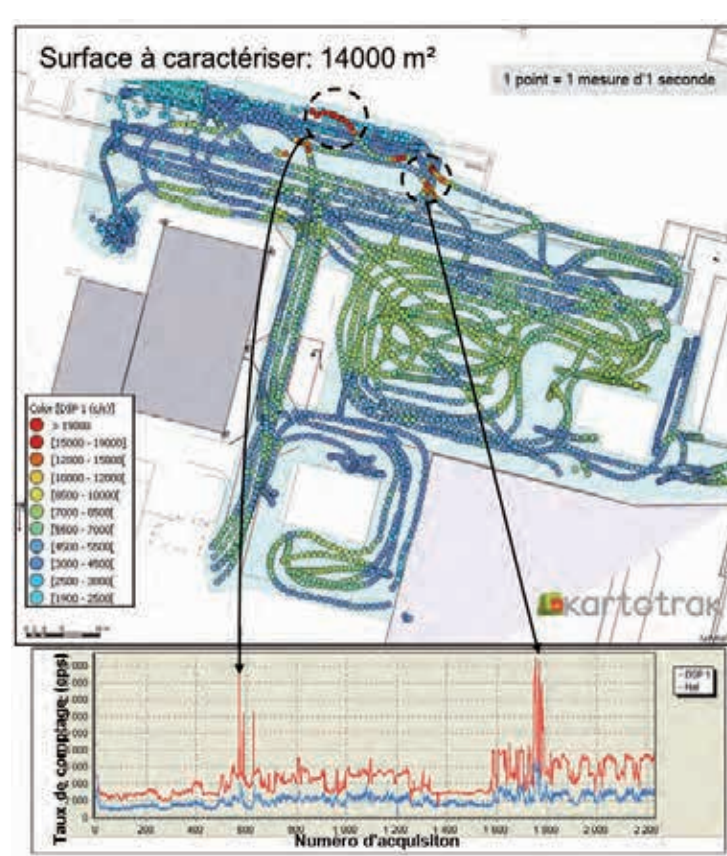 Surface à caractériser: 14000 m²
1 point = 1 mesure d'1 seconde
Color [DSP 1 (c/s)]
> 19000
[15000 - 19000[
[12000 - 15000[
[10000 - 12000[
[8500 - 10000[
[7000 - 8500[
[5500 - 7000[
[4500 - 5500[
[3000 - 4500[
[2500 - 3000[
[1900 - 2500[
kartotrak
Taux de comptage (cps)
DSP 1
NaI
0 200 400 600 800 1 000 1 200 1 400 1 600 1 800 2 000 2 200
Numéro d'acquisiton